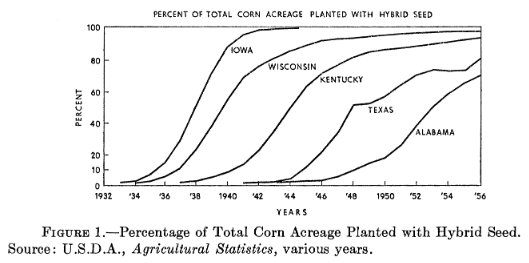 PERCENT OF TOTAL CORN ACREAGE PLANTED WITH HYBRID SEED
100
80
60
40
20
10
0
PERCENT
IOWA
WISCONSIN
KENTUCKY
TEXAS
ALABAMA
1932 '34 '36 '38 1940 '42 '44 '46 '48 1950 '52 '54 '56
YEARS
FIGURE 1.—Percentage of Total Corn Acreage Planted with Hybrid Seed.
Source: U.S.D.A., Agricultural Statistics, various years.